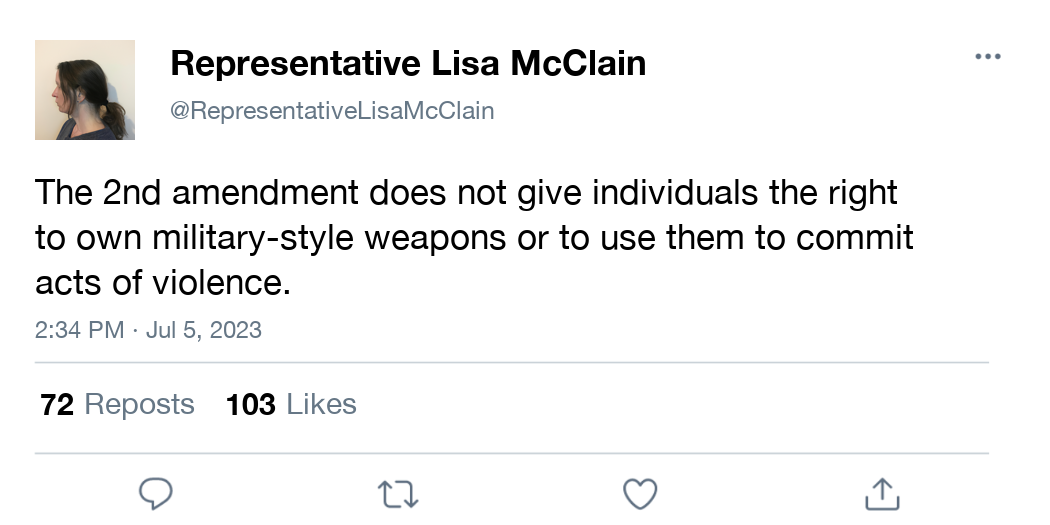 Representative Lisa McClain
@RepresentativeLisaMcClain
The 2nd amendment does not give individuals the right
to own military-style weapons or to use them to commit
acts of violence.
2:34 PM · Jul 5, 2023
72 Reposts 103 Likes